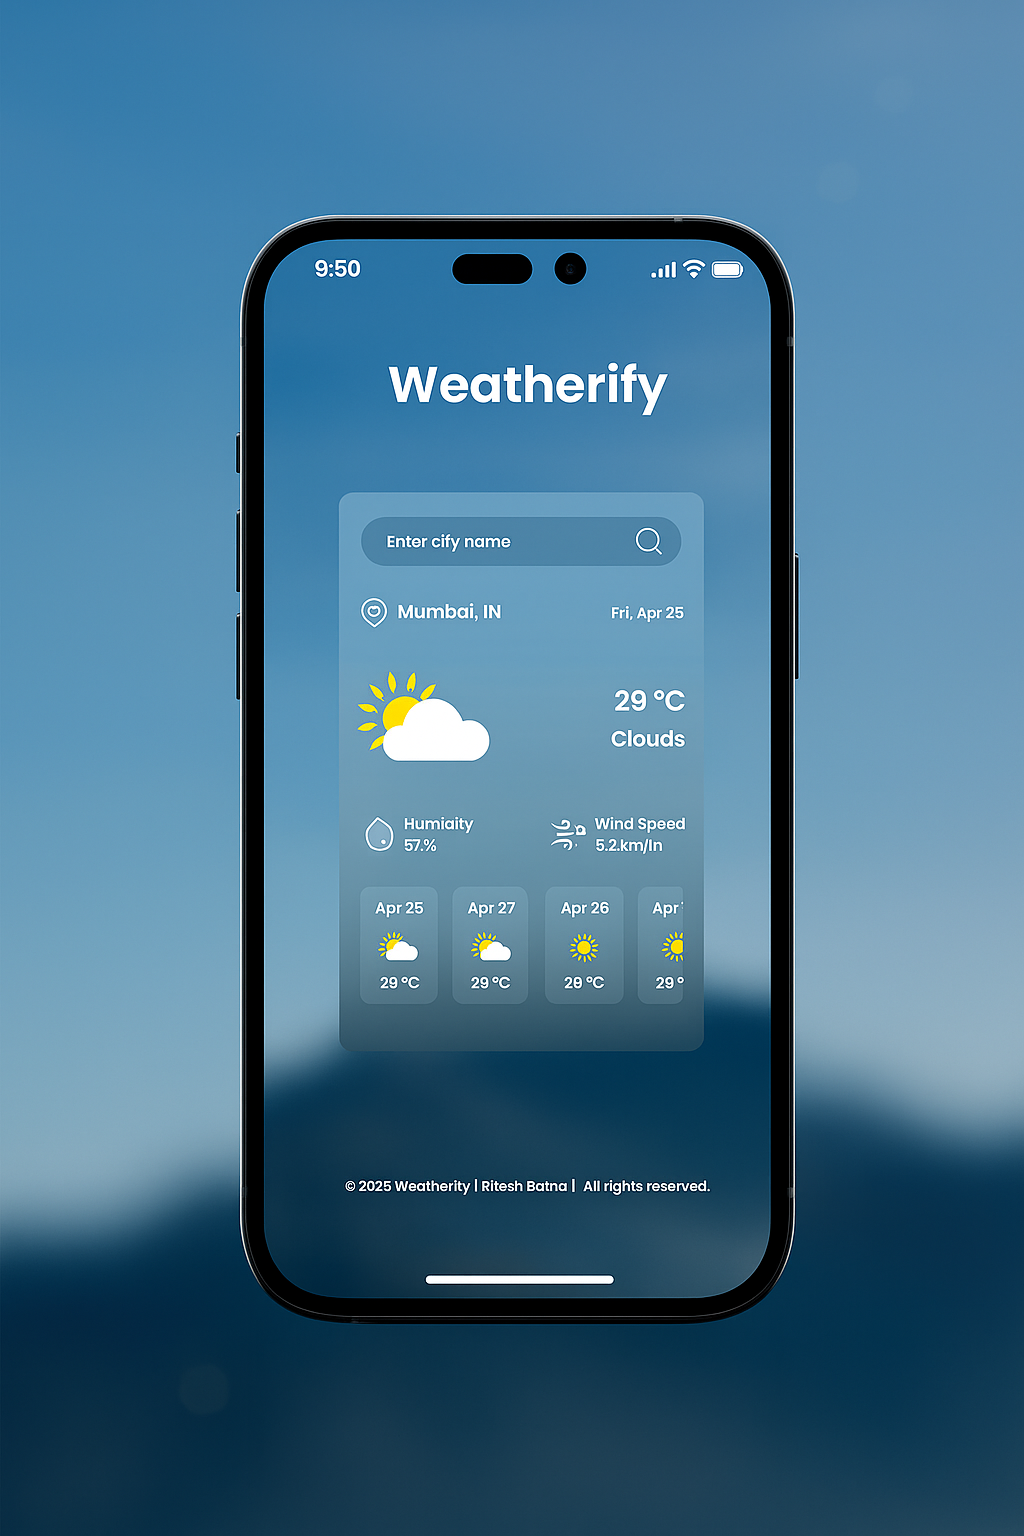 9:50
Weatherify
Enter cify name
Mumbai, IN
Fri, Apr 25
29 °C
Clouds
Humiaity
57.%
Wind Speed
5.2.km/In
Apr 25
Apr 27
Apr 26
Apr
29 °C
29 °C
29 °C
29 °
© 2025 Weatherity | Ritesh Batna | All rights reserved.